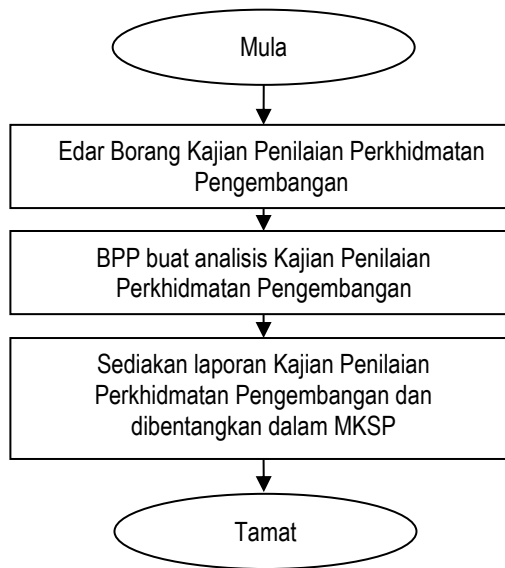 Mula
Edar Borang Kajian Penilaian Perkhidmatan
Pengembangan
BPP buat analisis Kajian Penilaian
Perkhidmatan Pengembangan
Sediakan laporan Kajian Penilaian
Perkhidmatan Pengembangan dan
dibentangkan dalam MKSP
Tamat